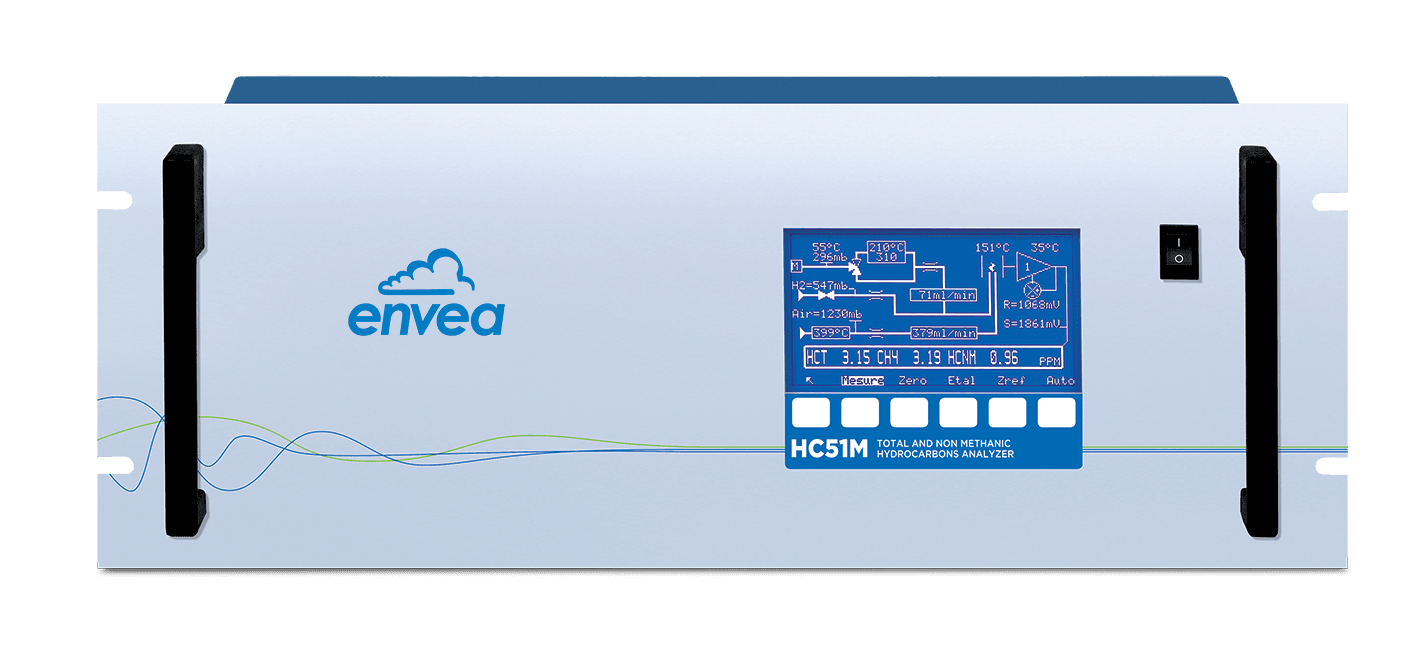 envea
55°C
210°C
151°C
35°C
296mb
310
M
1
H2=547mb
71ml/min
R=1068mV
Air=1230mb
S=1861mV
399°C
379ml/min
HCT 3.15 CH4 3.19 HCNM 0.96 PPM
Mesure Zero Etal Zref Auto
HC51M
TOTAL AND NON METHANIC
HYDROCARBONS ANALYZER
I
O